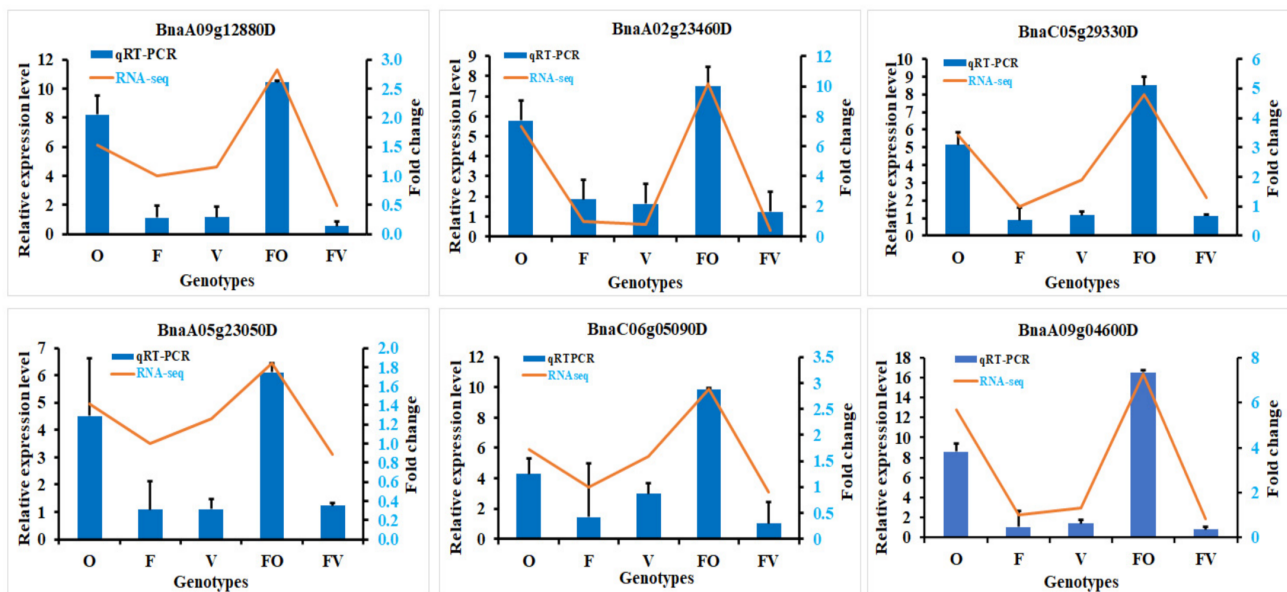 BnaA09g12880D
Relative expression level
12
10
8
6
4
2
0
qRT-PCR
RNA-seq
3.0
2.5
2.0
1.5
1.0
0.5
0.0
Fold change
O F V FO FV
Genotypes
BnaA02g23460D
Relative expression level
9
8
7
6
5
4
3
2
1
0
qRT-PCR
RNA-seq
12
10
8
6
4
2
0
Fold change
O F V FO FV
Genotypes
BnaC05g29330D
Relative expression level
10
9
8
7
6
5
4
3
2
1
0
qRT-PCR
RNA-seq
6
5
4
3
2
1
0
Fold change
O F V FO FV
Genotypes
BnaA05g23050D
Relative expression level
7
6
5
4
3
2
1
0
qRT-PCR
RNA-seq
2.0
1.8
1.6
1.4
1.2
1.0
0.8
0.6
0.4
0.2
0.0
Fold change
O F V FO FV
Genotypes
BnaC06g05090D
Relative expression level
12
10
8
6
4
2
0
qRTPCR
RNAseq
3.5
3
2.5
2
1.5
1
0.5
0
Fold change
O F V FO FV
Genotypes
BnaA09g04600D
Relative expression level
18
16
14
12
10
8
6
4
2
0
qRT-PCR
RNA-seq
8
6
4
2
0
Fold change
O F V FO FV
Genotypes